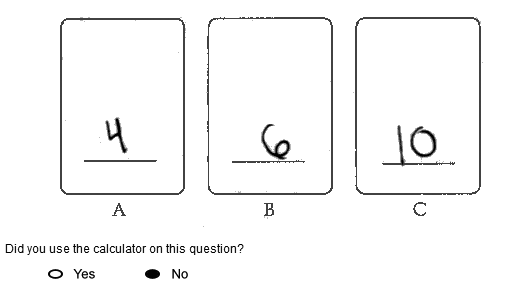 4 6 10
A B C
Did you use the calculator on this question?
Yes No